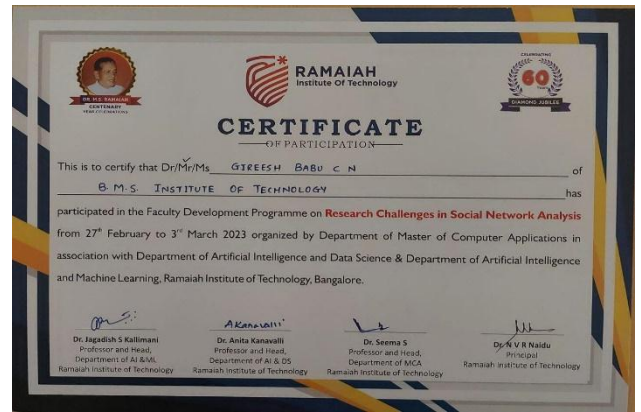 RAMAIAH
Institute Of Technology
DR. M.S. RAMAIAH
CENTENARY
CELEBRATING
60
DIAMOND JUBILEE
CERTIFICATE
OF PARTICIPATION
This is to certify that Dr/Mr/Ms GIREESH BABU C N of
B.M.S. INSTITUTE OF TECHNOLOGY has
participated in the Faculty Development Programme on Research Challenges in Social Network Analysis
from 27th February to 3rd March 2023 organized by Department of Master of Computer Applications in
association with Department of Artificial Intelligence and Data Science & Department of Artificial Intelligence
and Machine Learning, Ramaiah Institute of Technology, Bangalore.
A Kanavalli
Dr. Jagadish S Kallimani
Professor and Head,
Department of AI &ML
Ramaiah Institute of Technology
Dr. Anita Kanavalli
Professor and Head,
Department of AI & DS
Ramaiah Institute of Technology
Dr. Seema S
Professor and Head,
Department of MCA
Ramaiah Institute of Technology
Dr. N V R Naidu
Principal
Ramaiah Institute of Technology